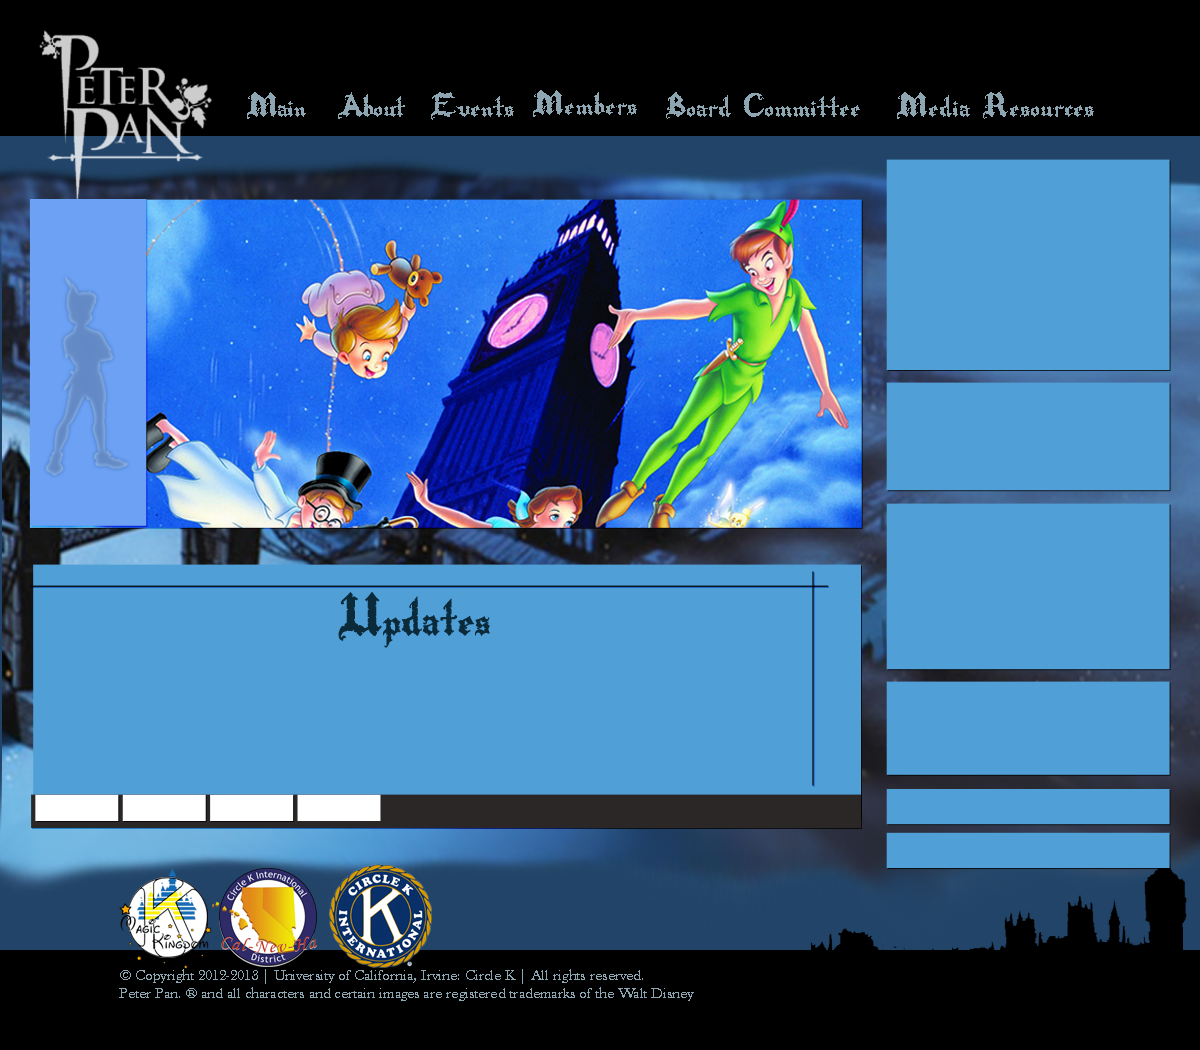 PETER
PAN
Main About Events Members Board Committee Media Resources
Updates
K
Magic Kingdom
Circle K International
Cal-Nev-Ha
District
CIRCLE K
K
INTERNATIONAL
© Copyright 2012-2013 | University of California, Irvine: Circle K | All rights reserved.
Peter Pan. ® and all characters and certain images are registered trademarks of the Walt Disney